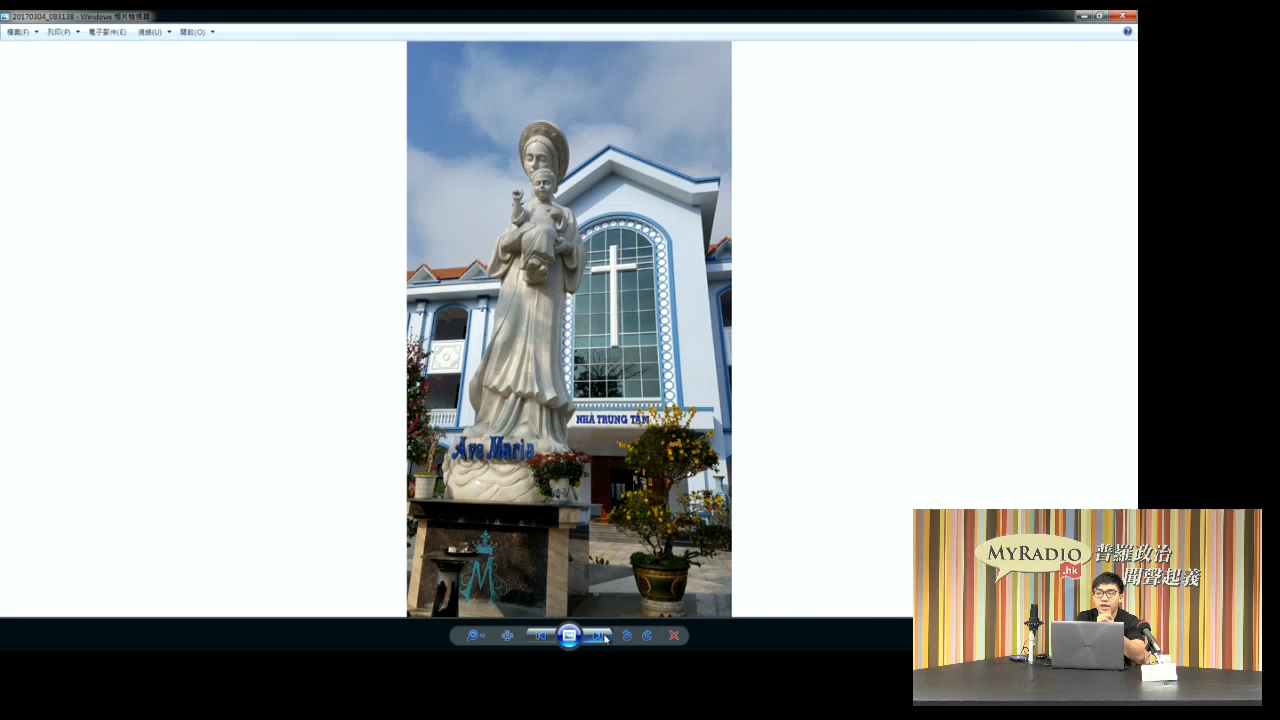 20170304_083138 - Windows 相片檢視器
檔案(F) 列印(P) 電子郵件(E) 燒錄(U) 開啟(O)
NHÀ TRUNG TÂM
Ave Maria
M
MYRADIO
.hk
普羅政治
聞聲起義